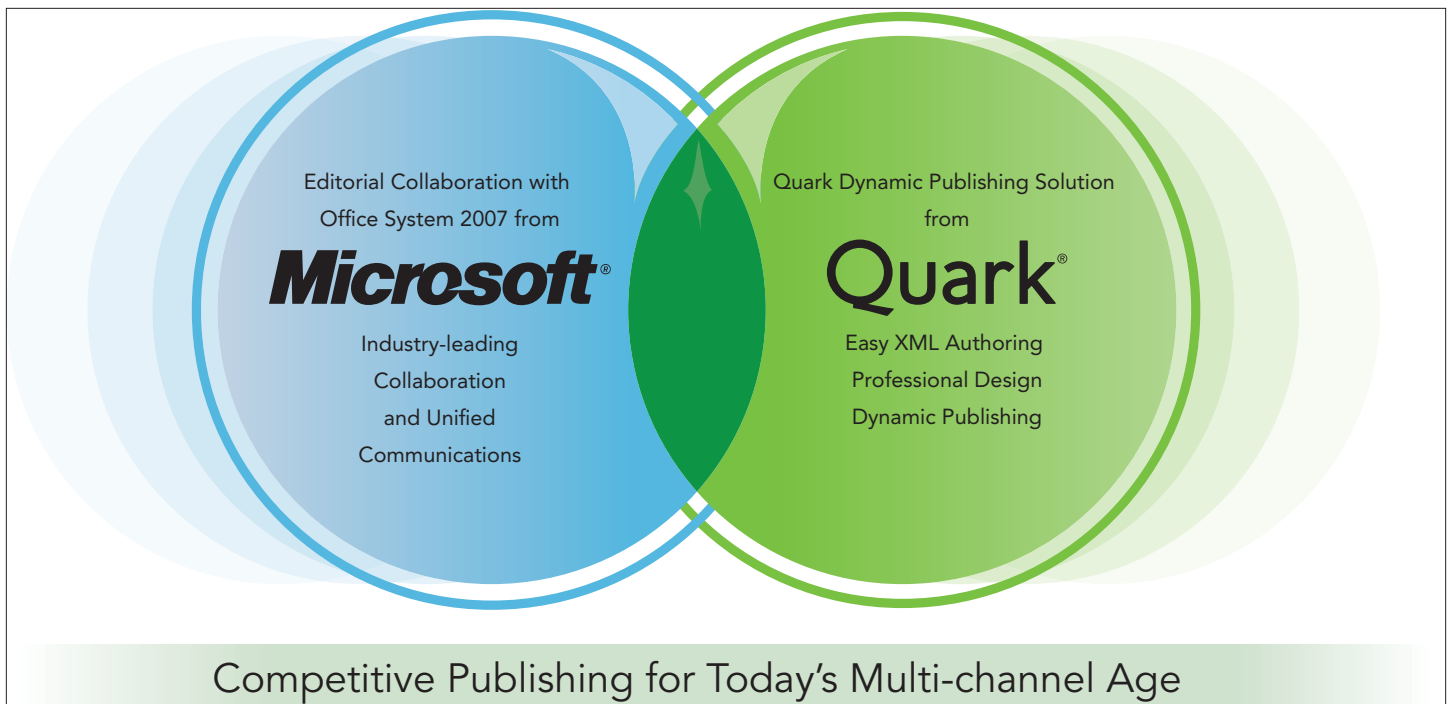 Editorial Collaboration with
Office System 2007 from
Microsoft®
Industry-leading
Collaboration
and Unified
Communications
Quark Dynamic Publishing Solution
from
Quark®
Easy XML Authoring
Professional Design
Dynamic Publishing
Competitive Publishing for Today's Multi-channel Age